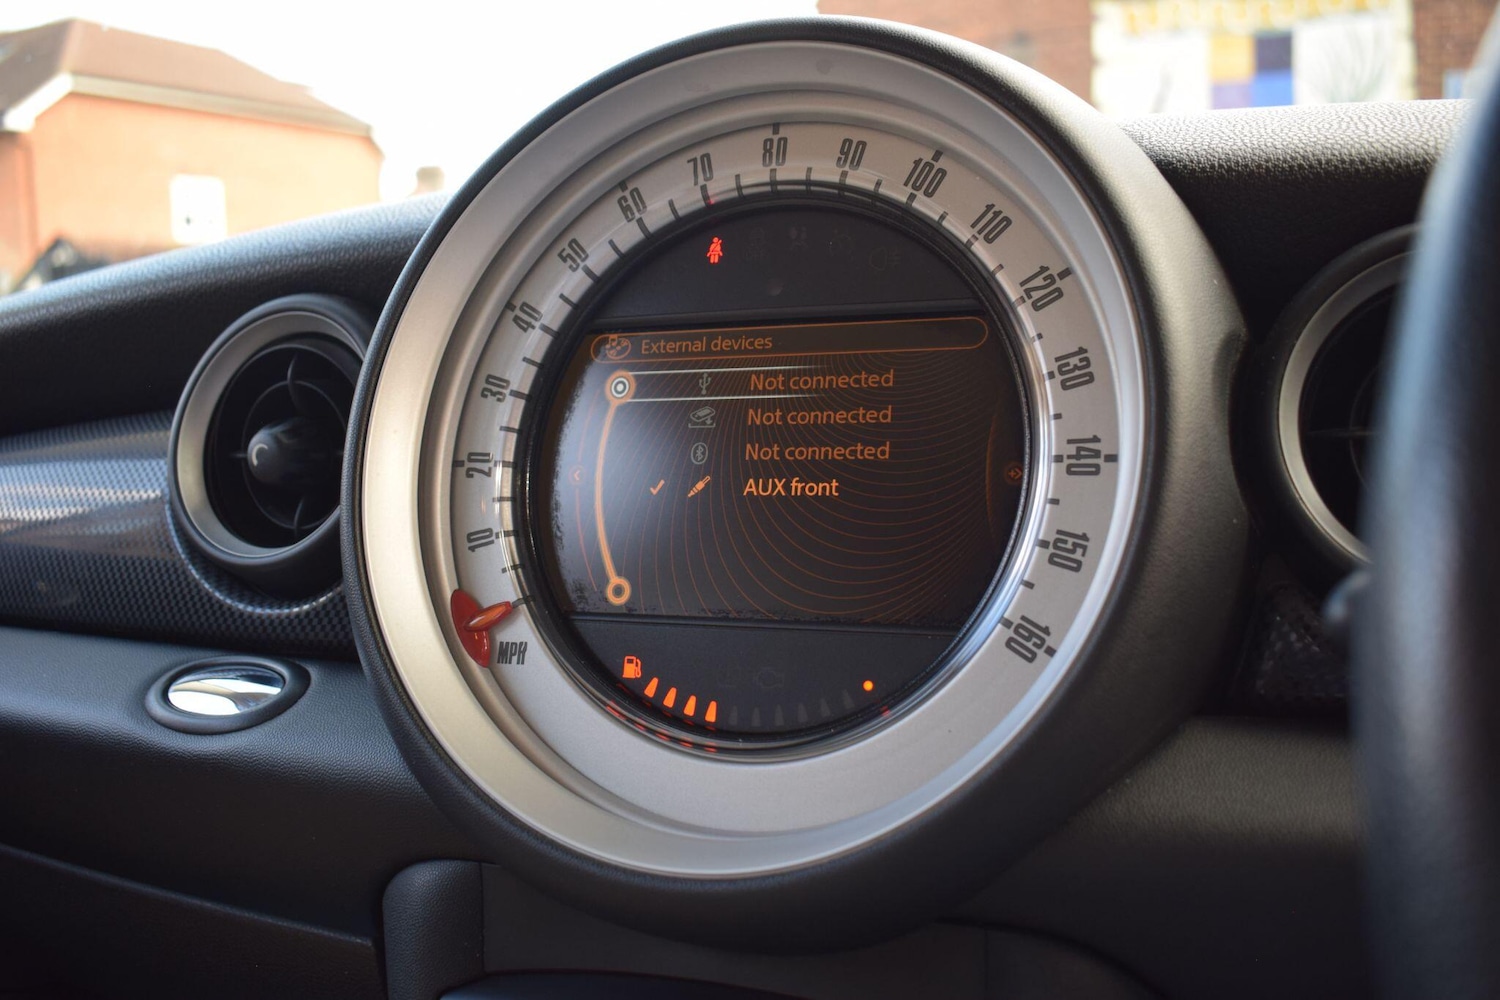 10
20
30
40
50
60
70
80
90
100
110
120
130
140
150
160
MPH
External devices
Not connected
Not connected
Not connected
AUX front